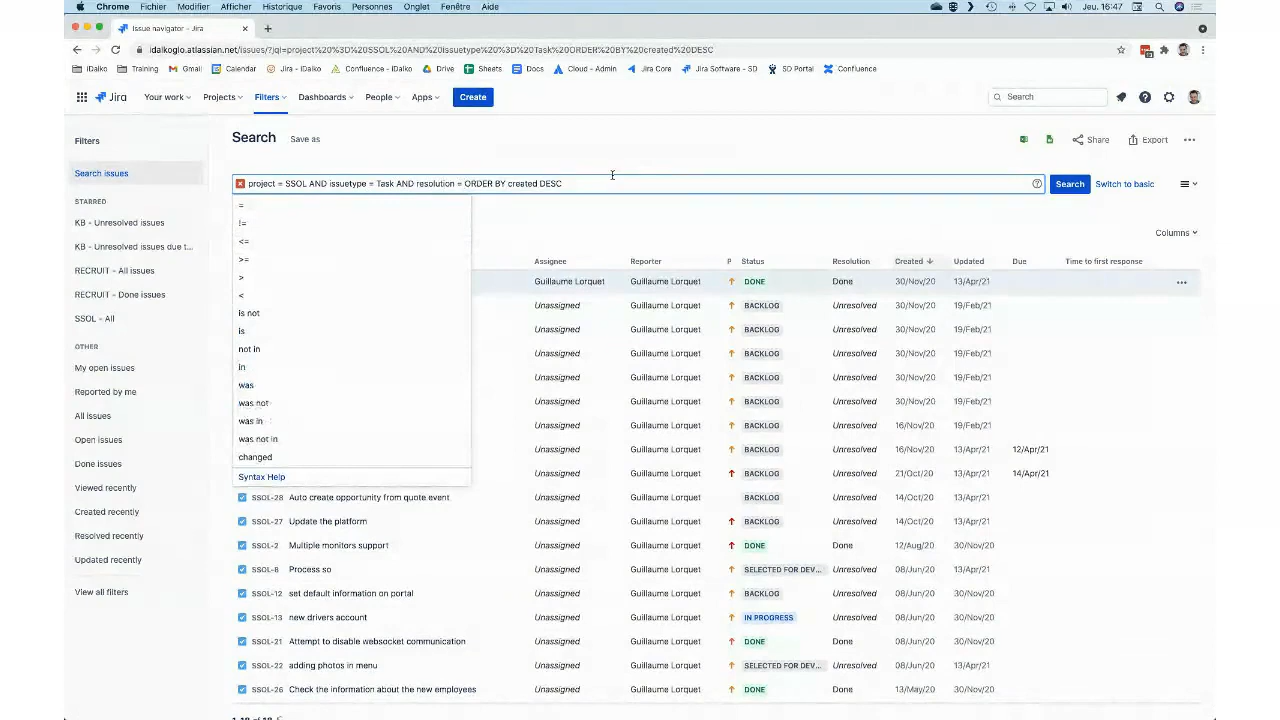 Chrome Fichier Modifier Afficher Historique Favoris Personnes Onglet Fenêtre Aide Jeu. 16:47
Issue navigator - Jira
idalkoglo.atlassian.net/issues/?jql=project%20%3D%20SSOL%20AND%20issuetype%20%3D%20Task%20ORDER%20BY%20created%20DESC
iDalko Training Gmail Calendar Jira - iDalko Confluence - iDalko Drive Sheets Docs Cloud - Admin Jira Core Jira Software - SD SD Portal Confluence
Jira Your work Projects Filters Dashboards People Apps Create Search
Filters
Search issues
STARRED
KB - Unresolved issues
KB - Unresolved issues due t...
RECRUIT - All issues
RECRUIT - Done issues
SSOL - All
OTHER
My open issues
Reported by me
All issues
Open issues
Done issues
Viewed recently
Created recently
Resolved recently
Updated recently
View all filters
Search Save as Share Export
project = SSOL AND issuetype = Task AND resolution = ORDER BY created DESC Search Switch to basic
=
!=
<=
>=
>
<
is not
is
not in
in
was
was not
was in
was not in
changed
Syntax Help
Columns
Assignee Reporter P Status Resolution Created Updated Due Time to first response
Guillaume Lorquet Guillaume Lorquet DONE Done 30/Nov/20 13/Apr/21
Unassigned Guillaume Lorquet BACKLOG Unresolved 30/Nov/20 19/Feb/21
Unassigned Guillaume Lorquet BACKLOG Unresolved 30/Nov/20 19/Feb/21
Unassigned Guillaume Lorquet BACKLOG Unresolved 30/Nov/20 19/Feb/21
Unassigned Guillaume Lorquet BACKLOG Unresolved 30/Nov/20 19/Feb/21
Unassigned Guillaume Lorquet BACKLOG Unresolved 30/Nov/20 19/Feb/21
Unassigned Guillaume Lorquet BACKLOG Unresolved 16/Nov/20 19/Feb/21
Unassigned Guillaume Lorquet BACKLOG Unresolved 16/Nov/20 13/Apr/21 12/Apr/21
Unassigned Guillaume Lorquet BACKLOG Unresolved 21/Oct/20 13/Apr/21 14/Apr/21
SSOL-28 Auto create opportunity from quote event Unassigned Guillaume Lorquet BACKLOG Unresolved 14/Oct/20 13/Apr/21
SSOL-27 Update the platform Unassigned Guillaume Lorquet BACKLOG Unresolved 14/Oct/20 13/Apr/21
SSOL-2 Multiple monitors support Unassigned Guillaume Lorquet DONE Done 12/Aug/20 30/Nov/20
SSOL-8 Process so Unassigned Guillaume Lorquet SELECTED FOR DEV... Unresolved 08/Jun/20 13/Apr/21
SSOL-12 set default information on portal Unassigned Guillaume Lorquet BACKLOG Unresolved 08/Jun/20 30/Nov/20
SSOL-13 new drivers account Unassigned Guillaume Lorquet IN PROGRESS Unresolved 08/Jun/20 30/Nov/20
SSOL-21 Attempt to disable websocket communication Unassigned Guillaume Lorquet DONE Done 08/Jun/20 30/Nov/20
SSOL-22 adding photos in menu Unassigned Guillaume Lorquet SELECTED FOR DEV... Unresolved 08/Jun/20 13/Apr/21
SSOL-26 Check the information about the new employees Unassigned Guillaume Lorquet DONE Done 13/May/20 30/Nov/20